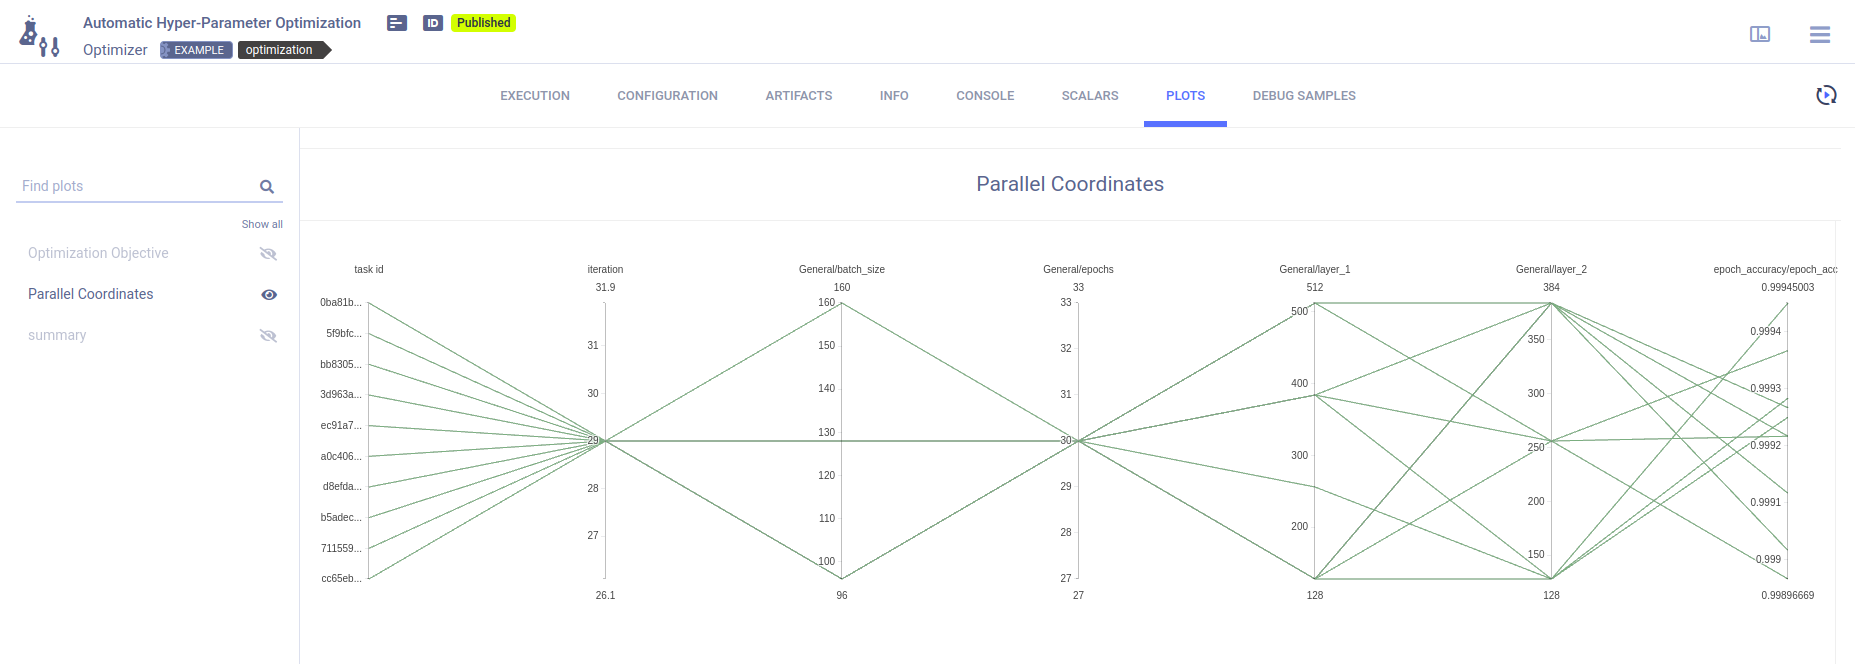 Automatic Hyper-Parameter Optimization ID Published
Optimizer EXAMPLE optimization
EXECUTION CONFIGURATION ARTIFACTS INFO CONSOLE SCALARS PLOTS DEBUG SAMPLES
Find plots
Show all
Optimization Objective
Parallel Coordinates
summary
Parallel Coordinates
task id
0ba81b...
5f9bfc...
bb8305...
3d963a...
ec91a7...
a0c406...
d8efda...
b5adec...
711559...
cc65eb...
iteration
31.9
31
30
29
28
27
26.1
General/batch_size
160
160
150
140
130
120
110
100
96
General/epochs
33
33
32
31
30
29
28
27
27
General/layer_1
512
500
400
300
200
128
General/layer_2
384
350
300
250
200
150
128
epoch_accuracy/epoch_acc
0.99945003
0.9994
0.9993
0.9992
0.9991
0.999
0.99896669